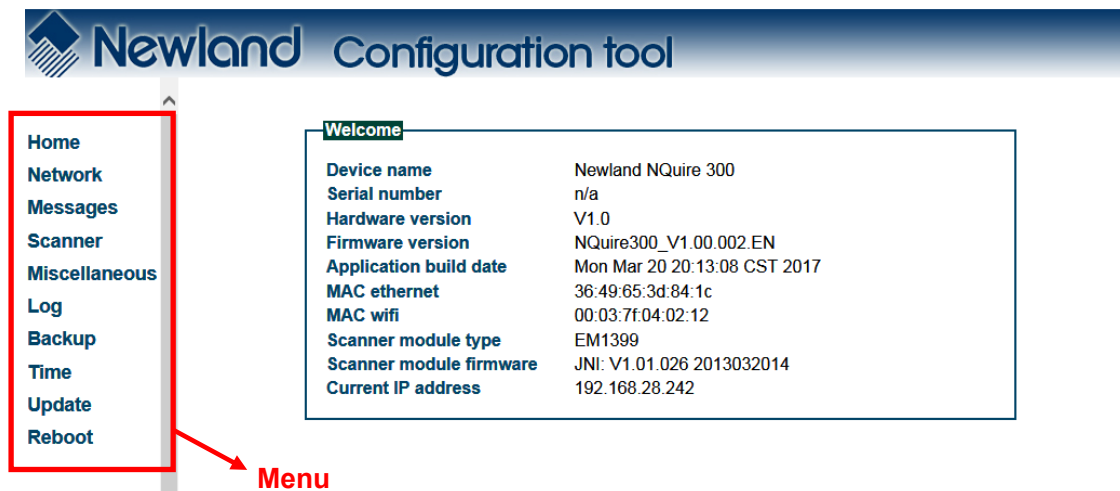 Newland Configuration tool
Home
Network
Messages
Scanner
Miscellaneous
Log
Backup
Time
Update
Reboot
Menu
Welcome
Device name Newland NQuire 300
Serial number n/a
Hardware version V1.0
Firmware version NQuire300_V1.00.002.EN
Application build date Mon Mar 20 20:13:08 CST 2017
MAC ethernet 36:49:65:3d:84:1c
MAC wifi 00:03:7f:04:02:12
Scanner module type EM1399
Scanner module firmware JNI: V1.01.026 2013032014
Current IP address 192.168.28.242